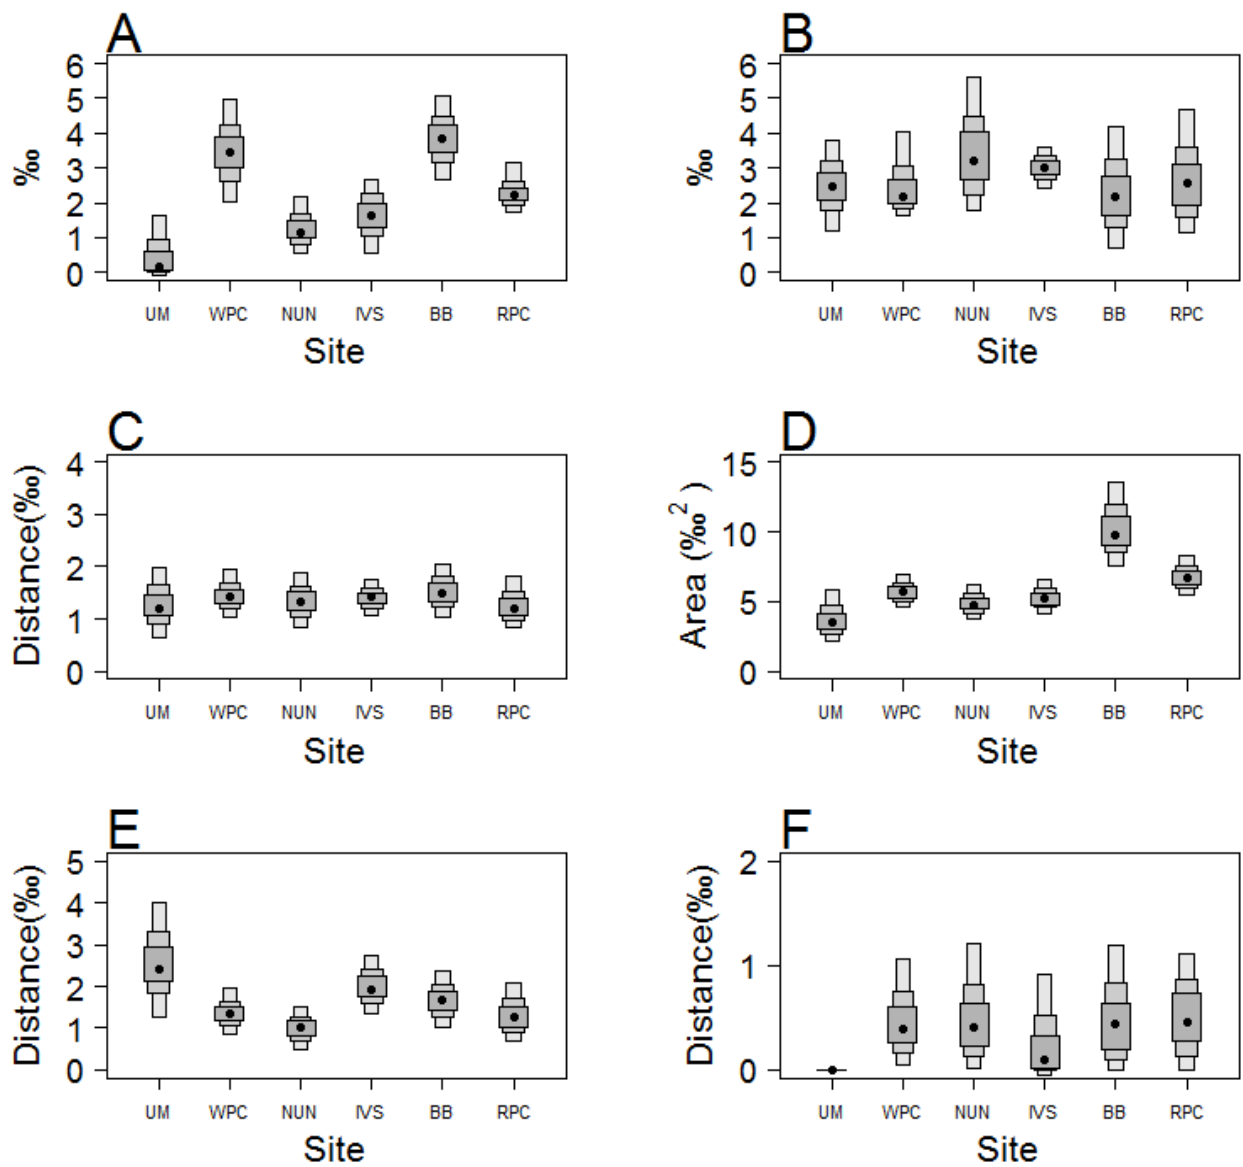 A
‰
6
5
4
3
2
1
0
UM WPC NUN IVS BB RPC
Site
B
‰
6
5
4
3
2
1
0
UM WPC NUN IVS BB RPC
Site
C
Distance(‰)
4
3
2
1
0
UM WPC NUN IVS BB RPC
Site
D
Area (‰²)
15
10
5
0
UM WPC NUN IVS BB RPC
Site
E
Distance(‰)
5
4
3
2
1
0
UM WPC NUN IVS BB RPC
Site
F
Distance(‰)
2
1
0
UM WPC NUN IVS BB RPC
Site